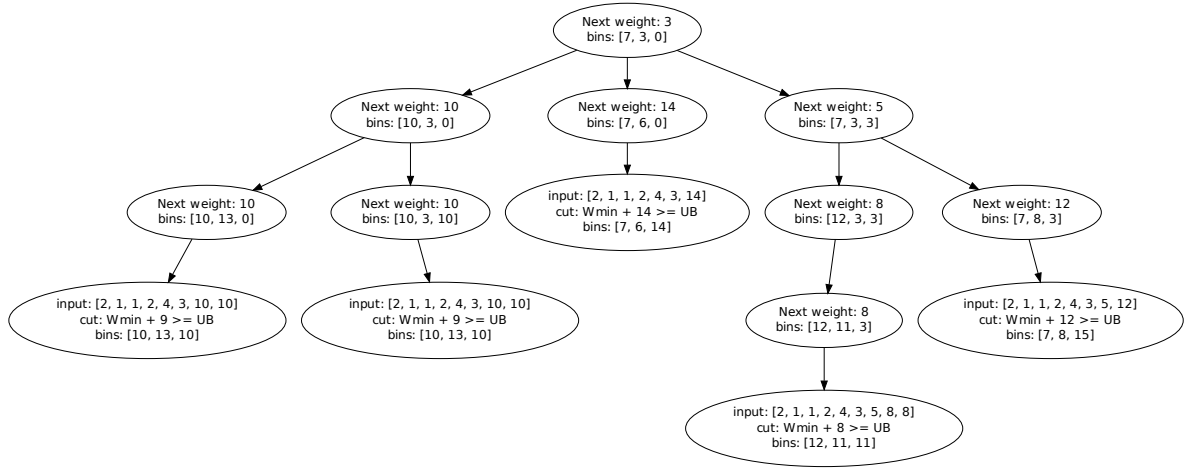 Next weight: 3
bins: [7, 3, 0]
Next weight: 10
bins: [10, 3, 0]
Next weight: 14
bins: [7, 6, 0]
Next weight: 5
bins: [7, 3, 3]
Next weight: 10
bins: [10, 13, 0]
Next weight: 10
bins: [10, 3, 10]
input: [2, 1, 1, 2, 4, 3, 14]
cut: Wmin + 14 >= UB
bins: [7, 6, 14]
Next weight: 8
bins: [12, 3, 3]
Next weight: 12
bins: [7, 8, 3]
input: [2, 1, 1, 2, 4, 3, 10, 10]
cut: Wmin + 9 >= UB
bins: [10, 13, 10]
input: [2, 1, 1, 2, 4, 3, 10, 10]
cut: Wmin + 9 >= UB
bins: [10, 13, 10]
Next weight: 8
bins: [12, 11, 3]
input: [2, 1, 1, 2, 4, 3, 5, 12]
cut: Wmin + 12 >= UB
bins: [7, 8, 15]
input: [2, 1, 1, 2, 4, 3, 5, 8, 8]
cut: Wmin + 8 >= UB
bins: [12, 11, 11]